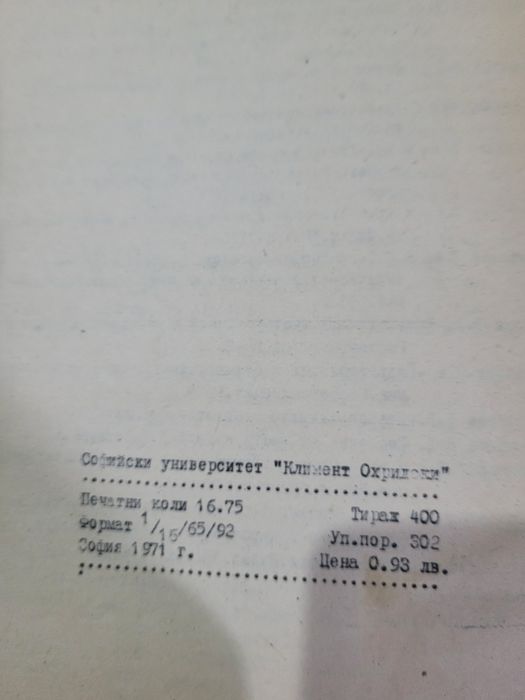 Софийски университет "Климент Охридски"
Печатни коли 16.75 Тираж 400
Формат 1/16/65/92 Уп.пор. 302
София 1971 г. Цена 0.93 лв.